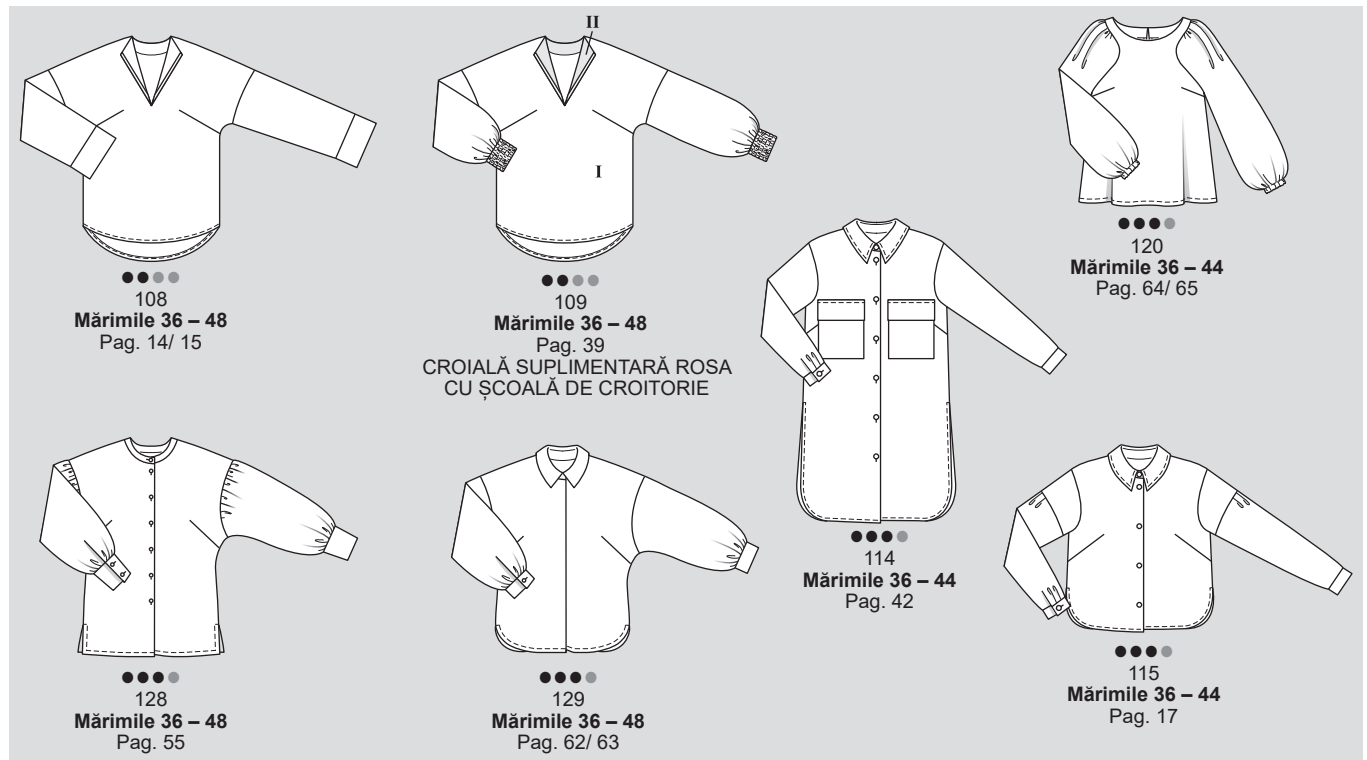 II
I
108
Mărimile 36 – 48
Pag. 14/ 15
109
Mărimile 36 – 48
Pag. 39
CROIALĂ SUPLIMENTARĂ ROSA
CU ȘCOALĂ DE CROITORIE
120
Mărimile 36 – 44
Pag. 64/ 65
114
Mărimile 36 – 44
Pag. 42
128
Mărimile 36 – 48
Pag. 55
129
Mărimile 36 – 48
Pag. 62/ 63
115
Mărimile 36 – 44
Pag. 17